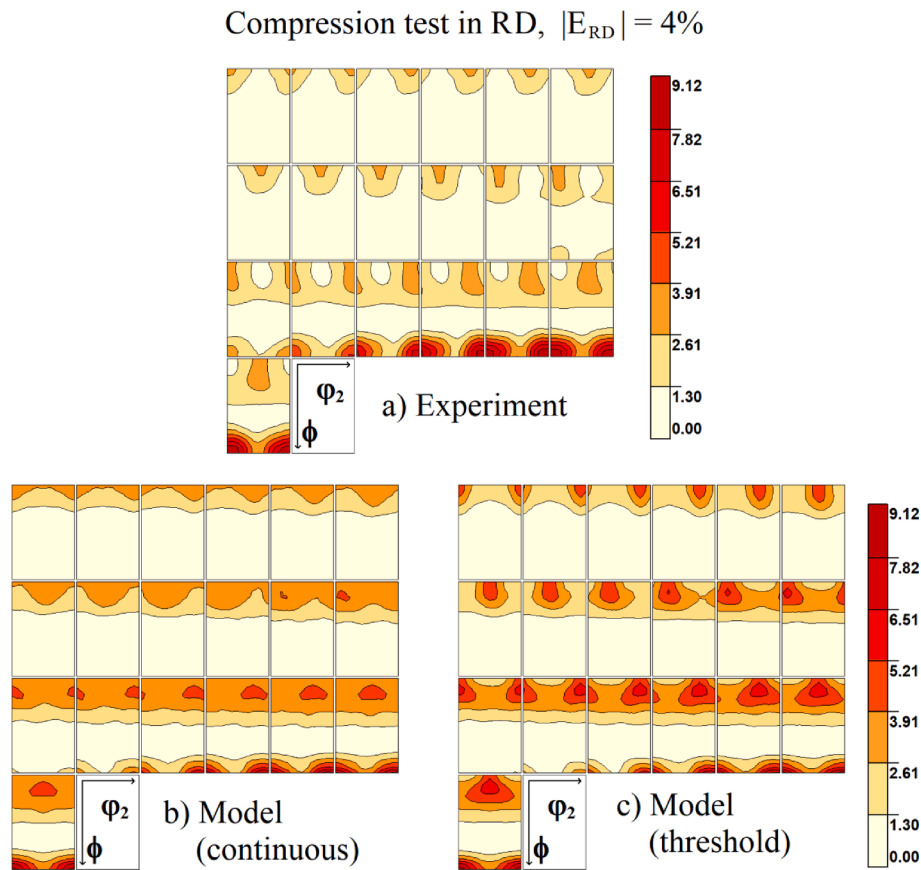 Compression test in RD, |E_RD| = 4%
9.12
7.82
6.51
5.21
3.91
2.61
1.30
0.00
φ₂
ϕ
a) Experiment
9.12
7.82
6.51
5.21
3.91
2.61
1.30
0.00
φ₂
ϕ
b) Model
(continuous)
φ₂
ϕ
c) Model
(threshold)